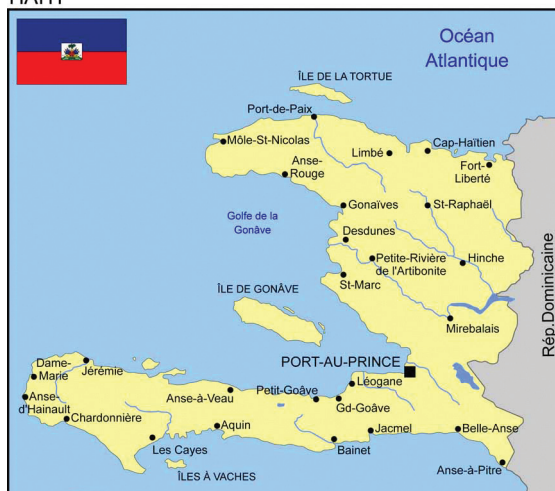 HAÏTI
Océan
Atlantique
ÎLE DE LA TORTUE
Port-de-Paix
Môle-St-Nicolas
Limbé
Cap-Haïtien
Anse-
Rouge
Fort-
Liberté
Golfe de la
Gonâve
Gonaïves
St-Raphaël
Desdunes
Petite-Rivière
de l'Artibonite
Hinche
St-Marc
ÎLE DE GONÂVE
Mirebalais
Rép.Dominicaine
PORT-AU-PRINCE
Dame-
Marie
Jérémie
Léogane
Anse-à-Veau
Petit-Goâve
Gd-Goâve
Anse-
d'Hainault
Chardonnière
Aquin
Jacmel
Belle-Anse
Les Cayes
Bainet
ÎLES À VACHES
Anse-à-Pitre